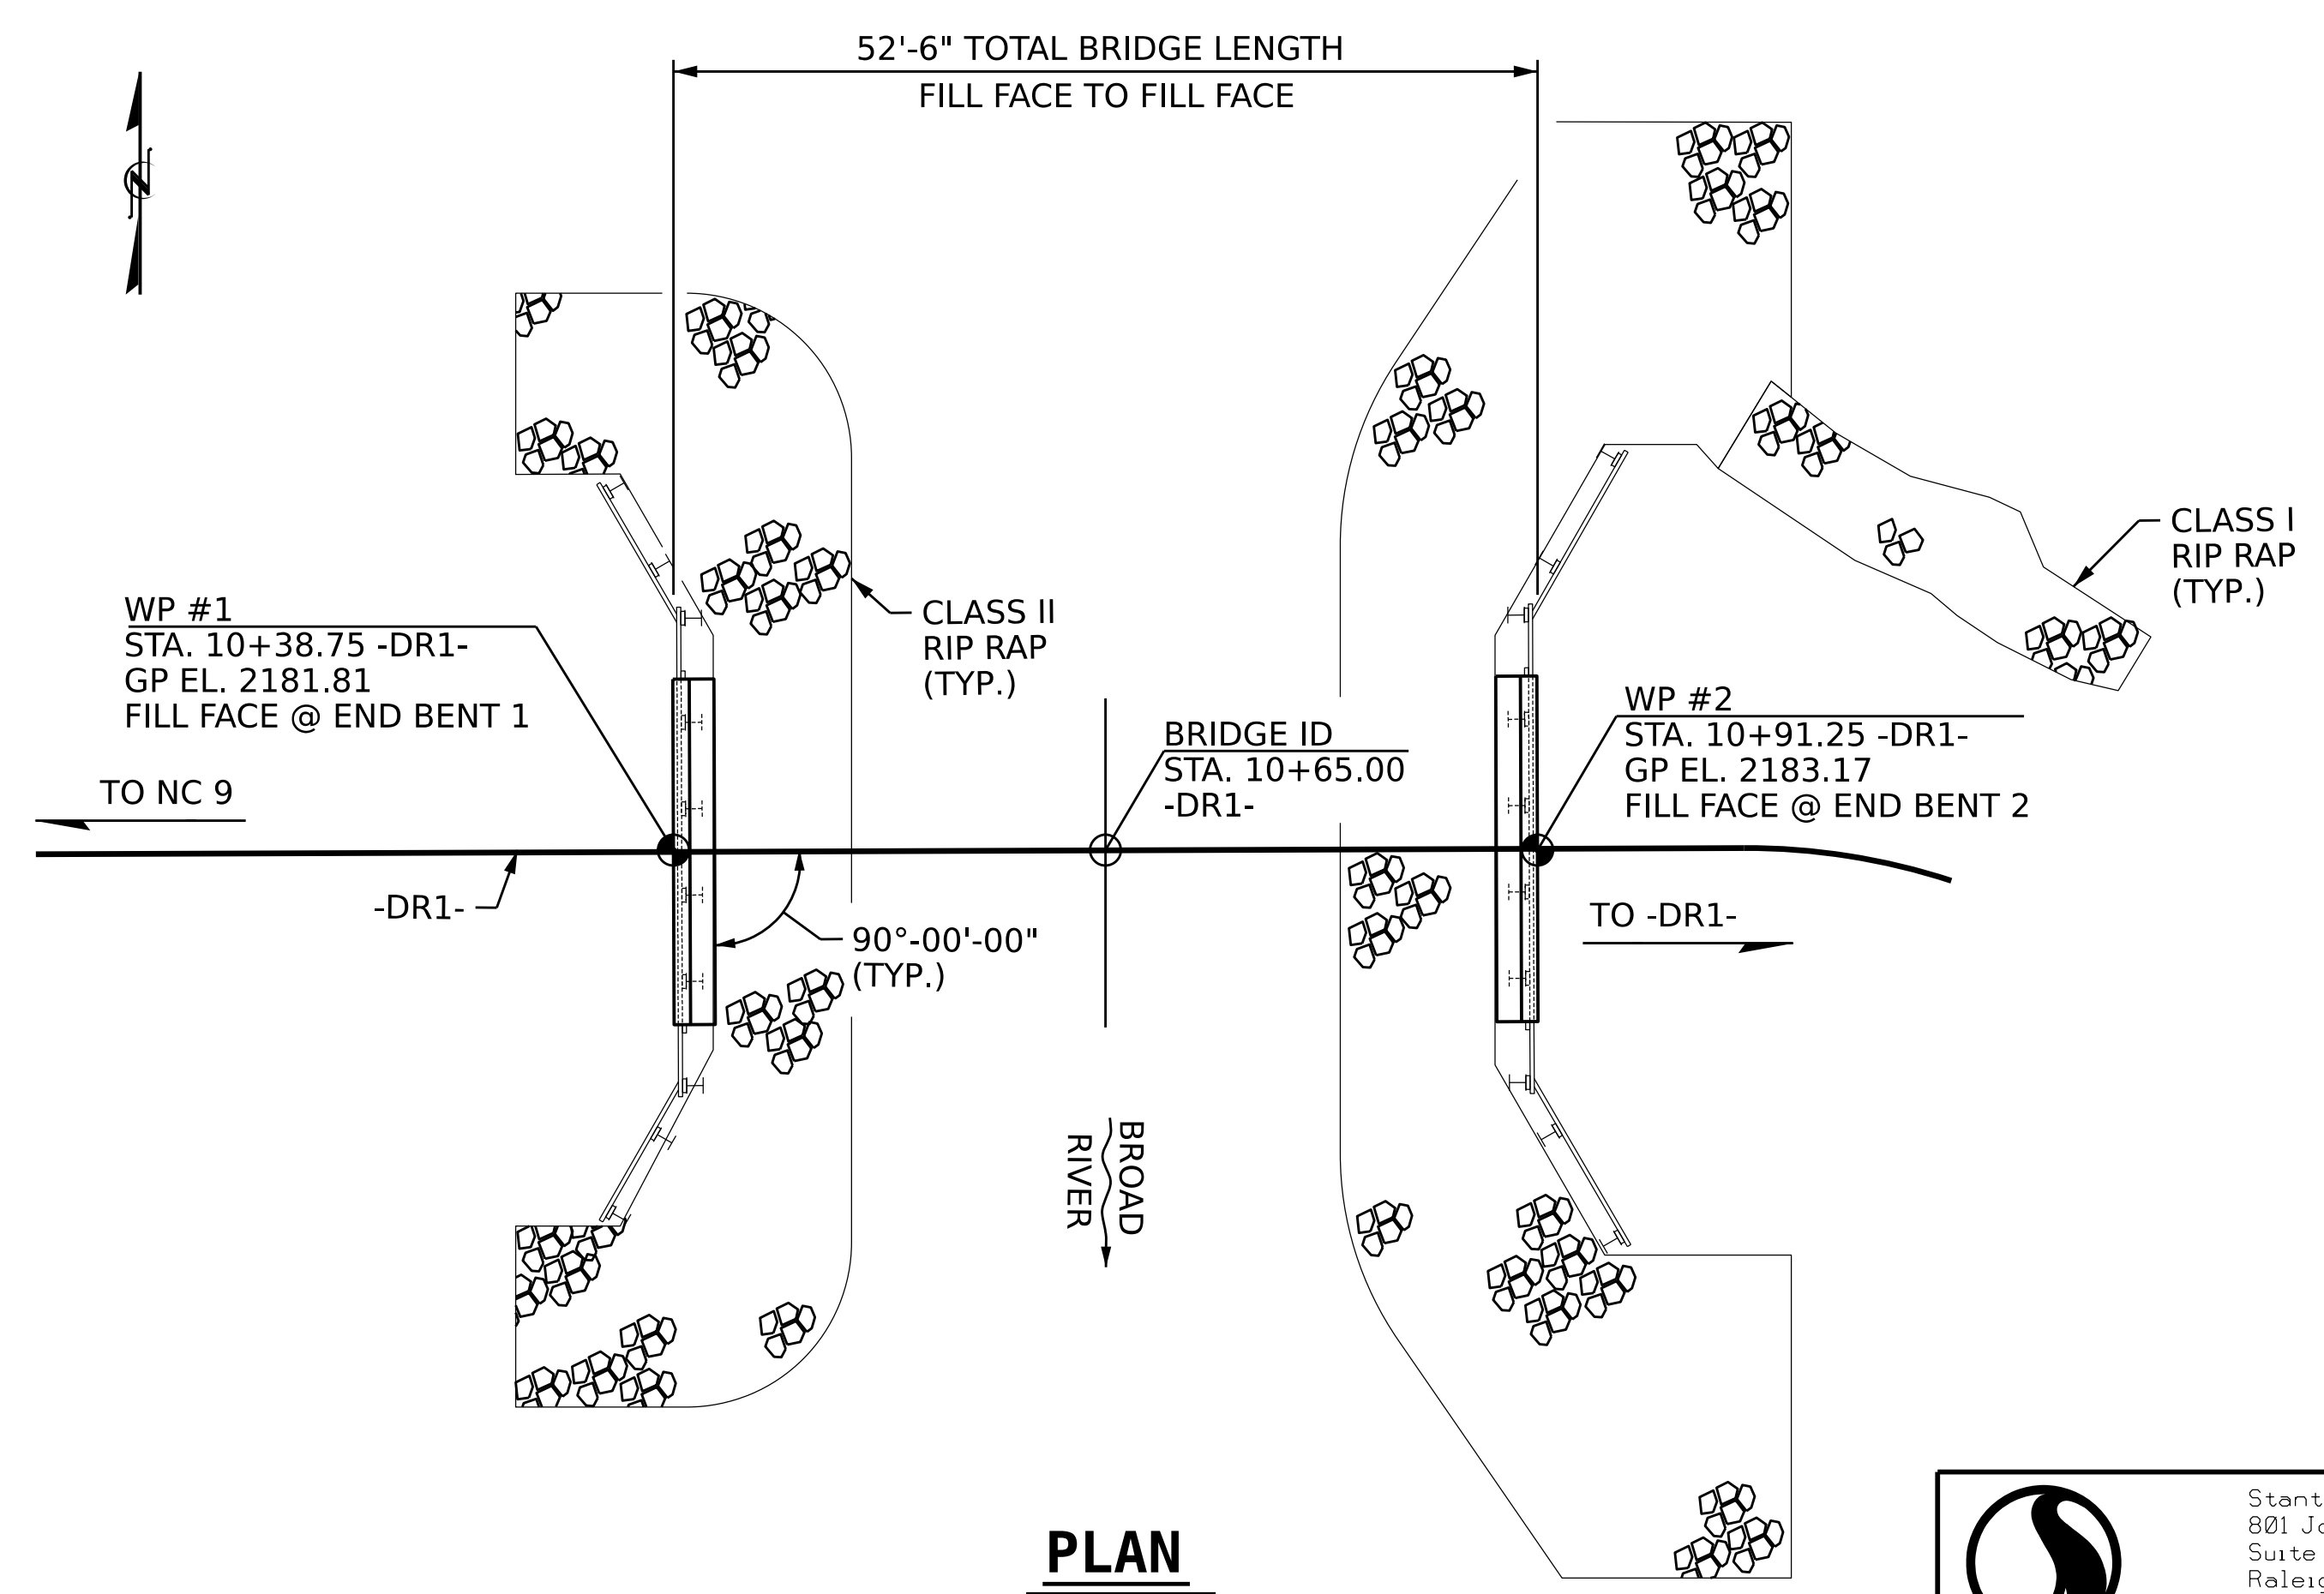 52'-6" TOTAL BRIDGE LENGTH
FILL FACE TO FILL FACE
N
CLASS I
RIP RAP
(TYP.)
WP #1
STA. 10+38.75 -DR1-
GP EL. 2181.81
FILL FACE @ END BENT 1
CLASS II
RIP RAP
(TYP.)
BRIDGE ID
STA. 10+65.00
-DR1-
WP #2
STA. 10+91.25 -DR1-
GP EL. 2183.17
FILL FACE @ END BENT 2
TO NC 9
-DR1-
90°-00'-00"
(TYP.)
TO -DR1-
BROAD
RIVER
PLAN
Stant
801 Jo
Suite
Raleig